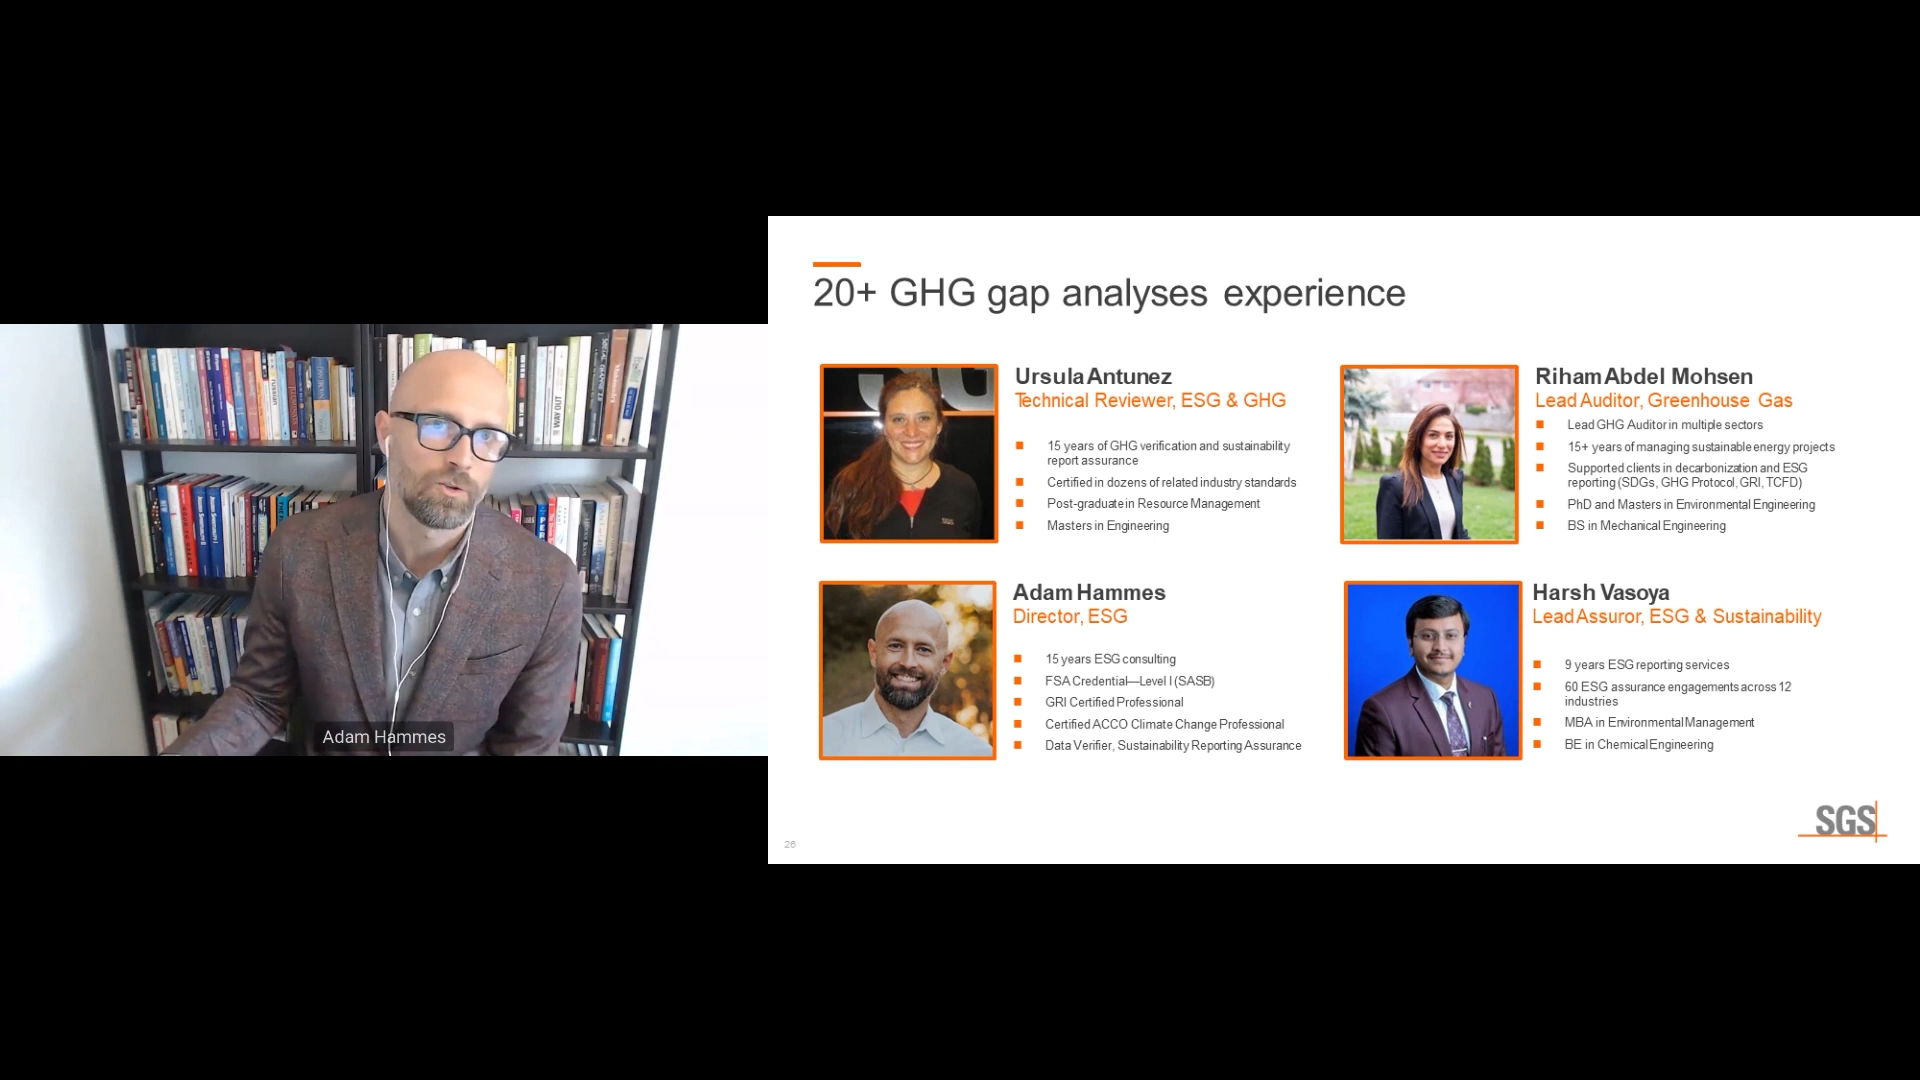 WAY OUT
Adam Hammes
20+ GHG gap analyses experience
Ursula Antunez
Technical Reviewer, ESG & GHG
15 years of GHG verification and sustainability
report assurance
Certified in dozens of related industry standards
Post-graduate in Resource Management
Masters in Engineering
Riham Abdel Mohsen
Lead Auditor, Greenhouse Gas
Lead GHG Auditor in multiple sectors
15+ years of managing sustainable energy projects
Supported clients in decarbonization and ESG
reporting (SDGs, GHG Protocol, GRI, TCFD)
PhD and Masters in Environmental Engineering
BS in Mechanical Engineering
Adam Hammes
Director, ESG
15 years ESG consulting
FSA Credential—Level I (SASB)
GRI Certified Professional
Certified ACCO Climate Change Professional
Data Verifier, Sustainability Reporting Assurance
Harsh Vasoya
Lead Assuror, ESG & Sustainability
9 years ESG reporting services
60 ESG assurance engagements across 12
industries
MBA in Environmental Management
BE in Chemical Engineering
SGS
26